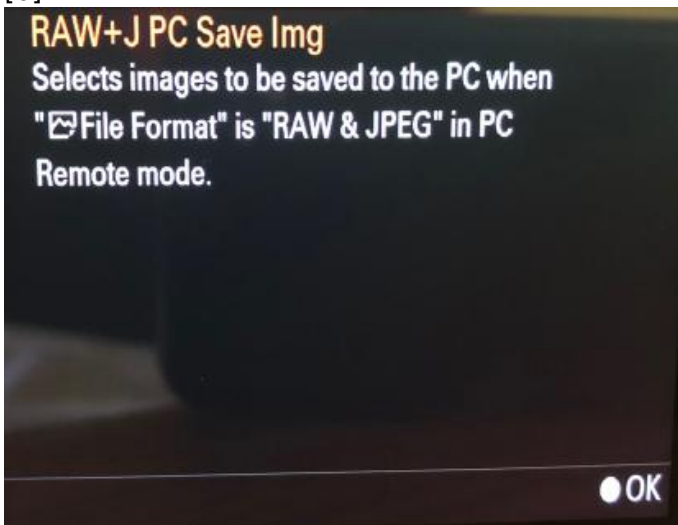 RAW+J PC Save Img
Selects images to be saved to the PC when
"File Format" is "RAW & JPEG" in PC
Remote mode.
OK